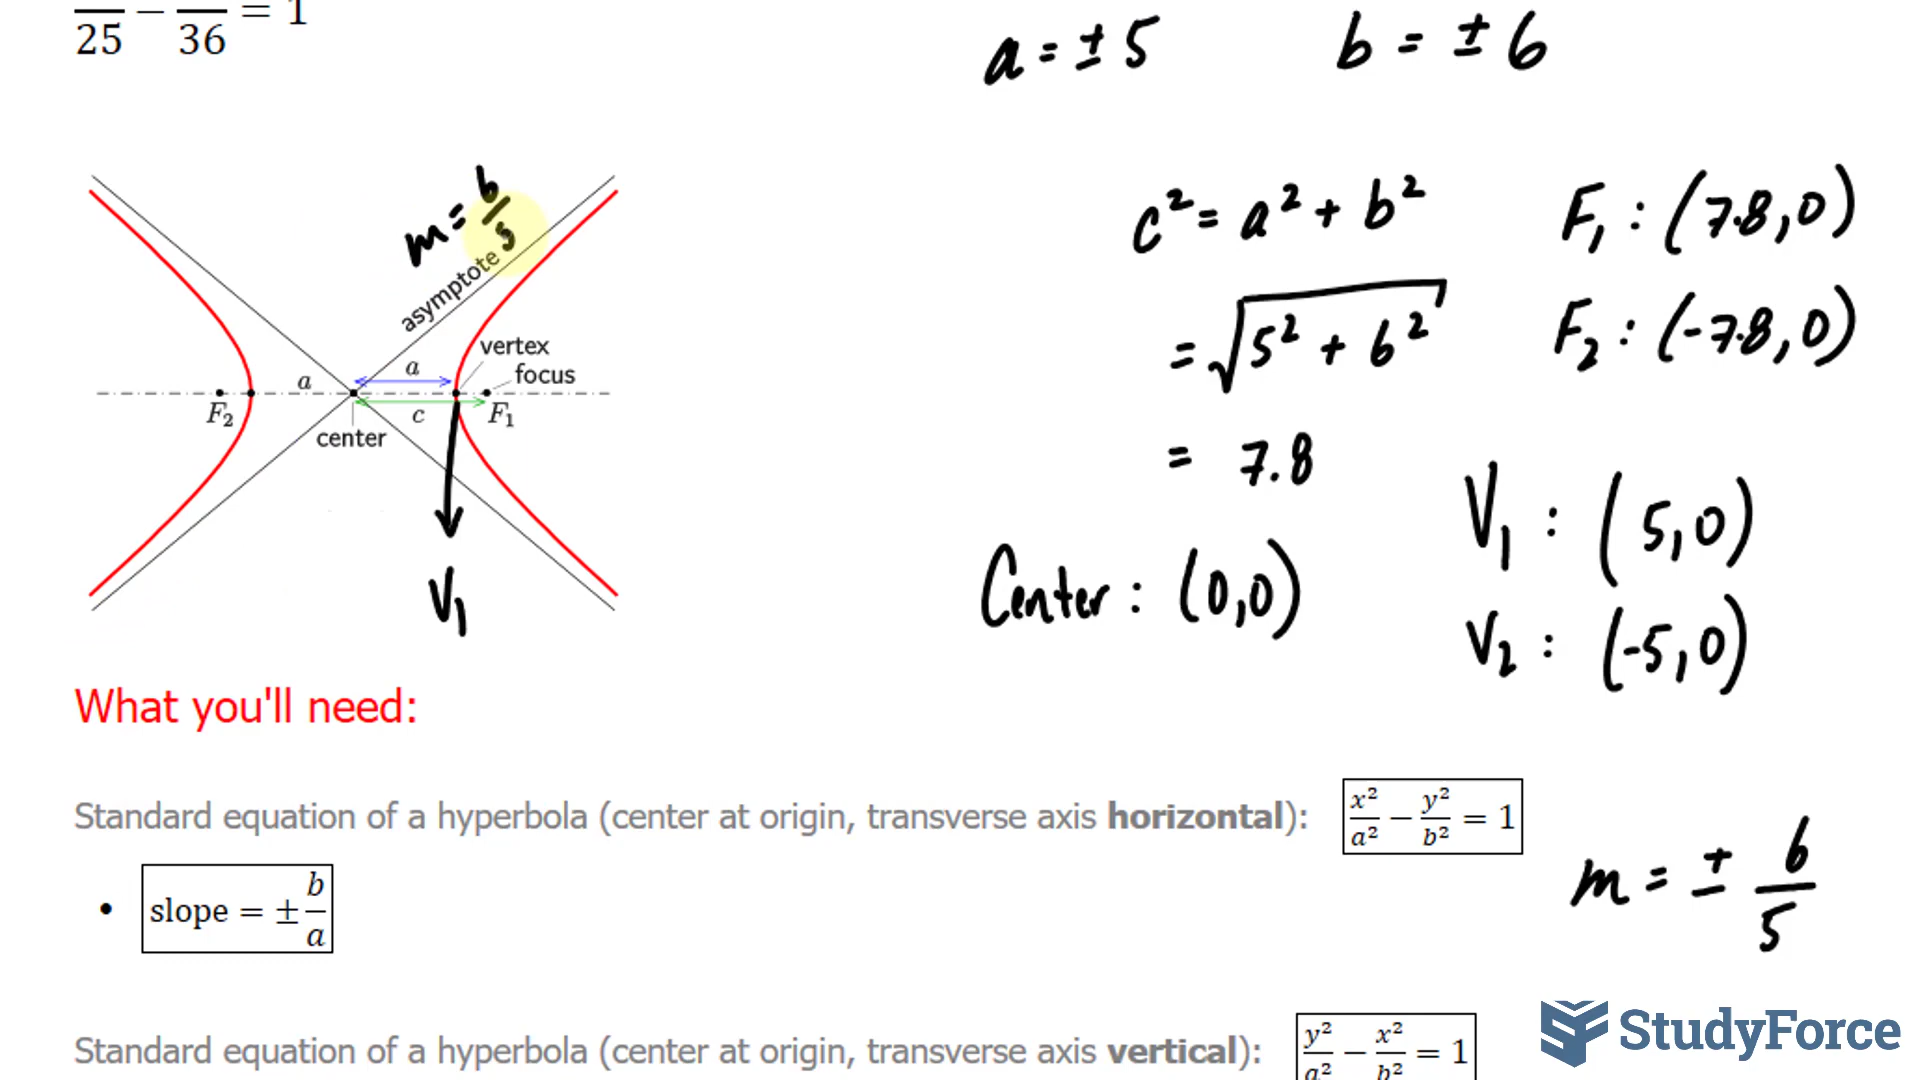 25 − 36 = 1
a = ± 5
b = ± 6
m = 6/5
asymptote
vertex
focus
a
a
c
F₂
F₁
center
V₁
c² = a² + b²
= √5² + 6²
= 7.8
F₁ : (7.8, 0)
F₂ : (-7.8, 0)
Center : (0,0)
V₁ : (5,0)
V₂ : (-5,0)
What you'll need:
Standard equation of a hyperbola (center at origin, transverse axis horizontal): x²/a² − y²/b² = 1
• slope = ± b/a
m = ± 6/5
Standard equation of a hyperbola (center at origin, transverse axis vertical): y²/a² − x²/b² = 1
StudyForce